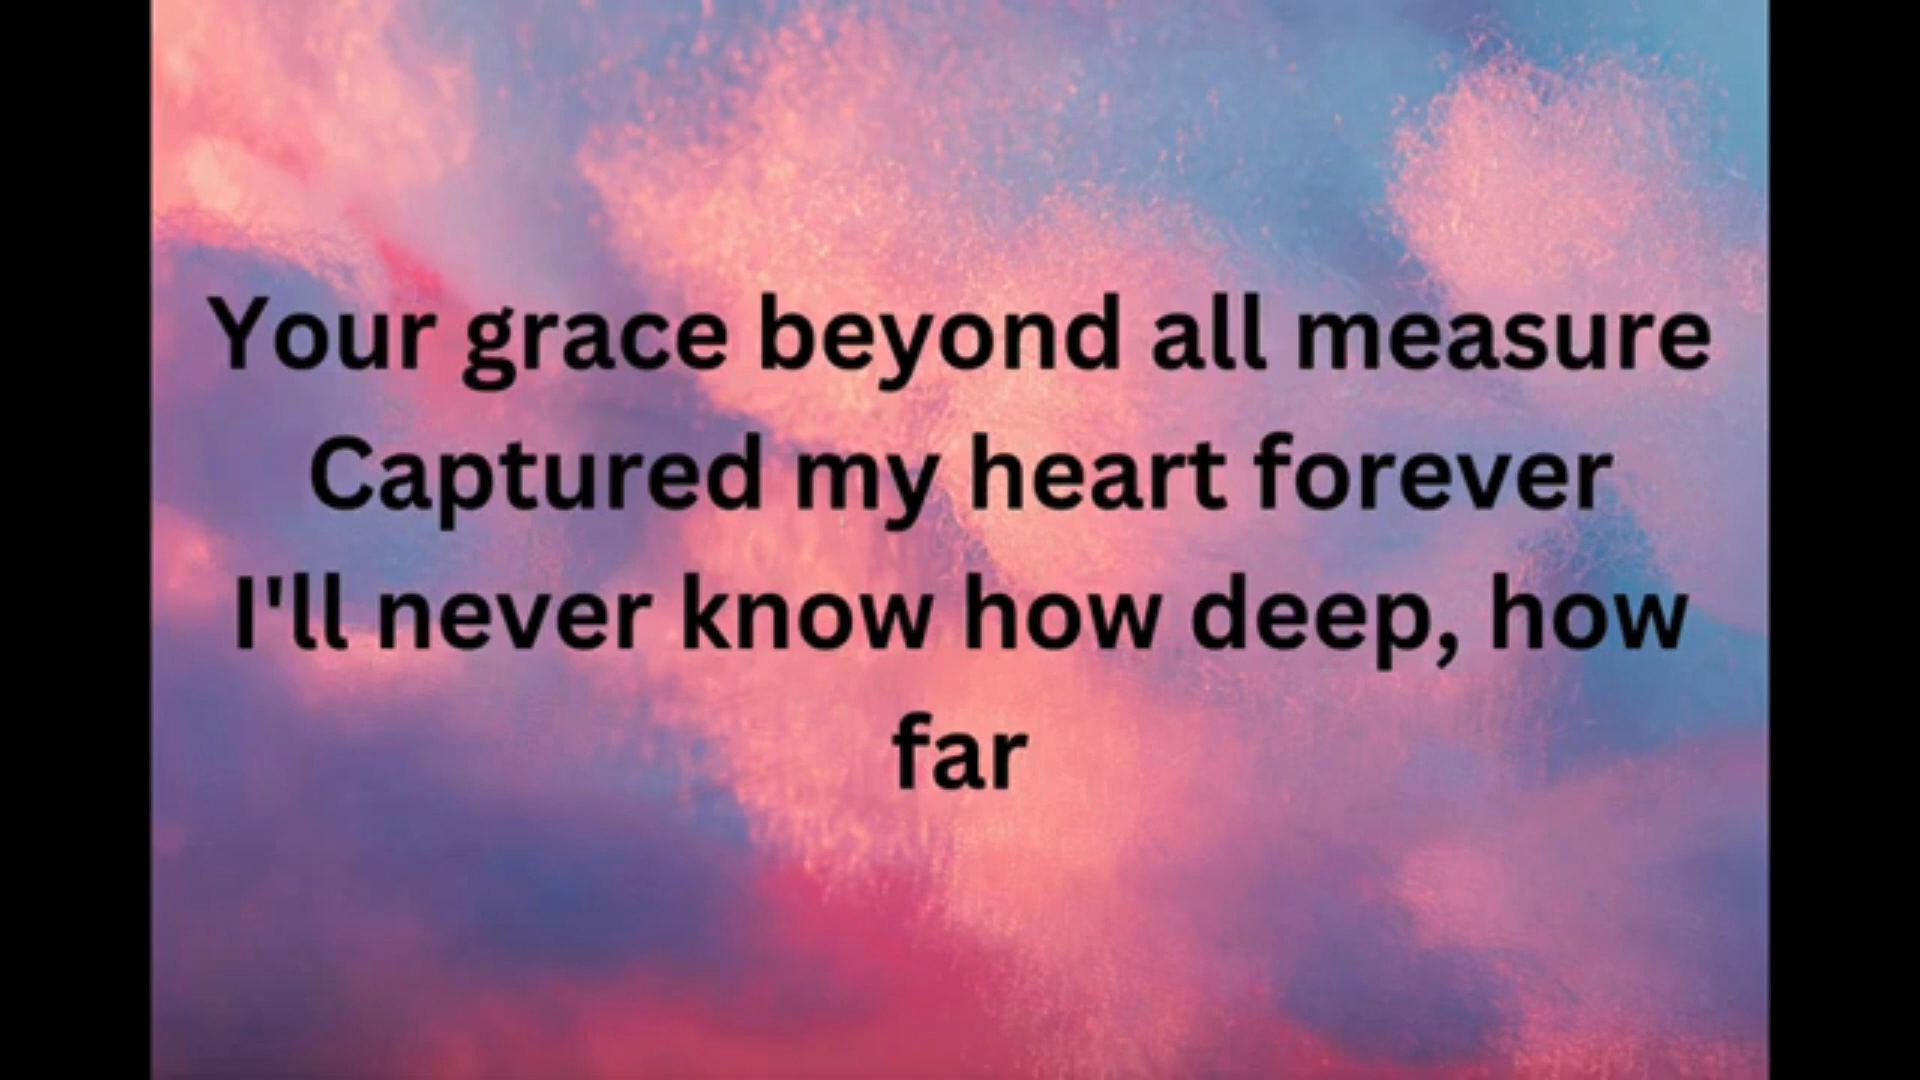 Your grace beyond all measure
Captured my heart forever
I'll never know how deep, how
far